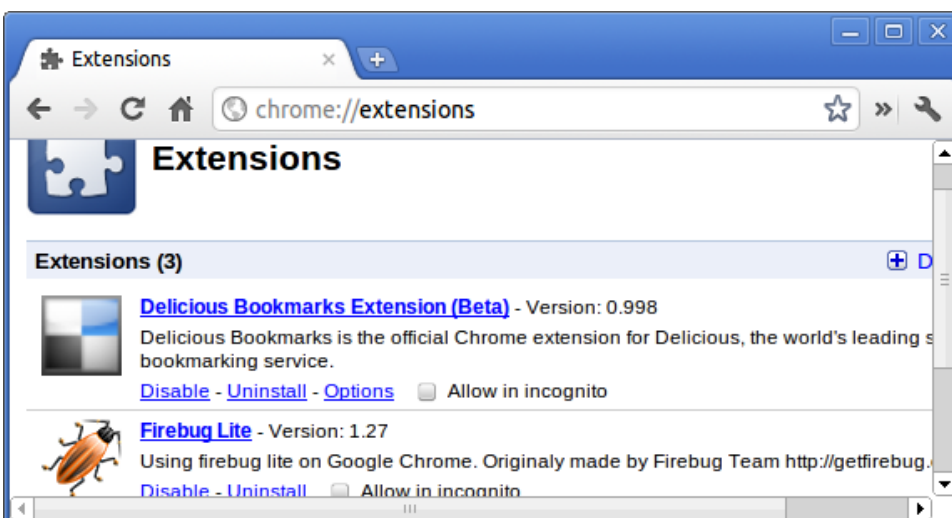 Extensions
chrome://extensions
Extensions
Extensions (3)
D
Delicious Bookmarks Extension (Beta) - Version: 0.998
Delicious Bookmarks is the official Chrome extension for Delicious, the world's leading s
bookmarking service.
Disable - Uninstall - Options Allow in incognito
Firebug Lite - Version: 1.27
Using firebug lite on Google Chrome. Originaly made by Firebug Team http://getfirebug.
Disable - Uninstall Allow in incognito